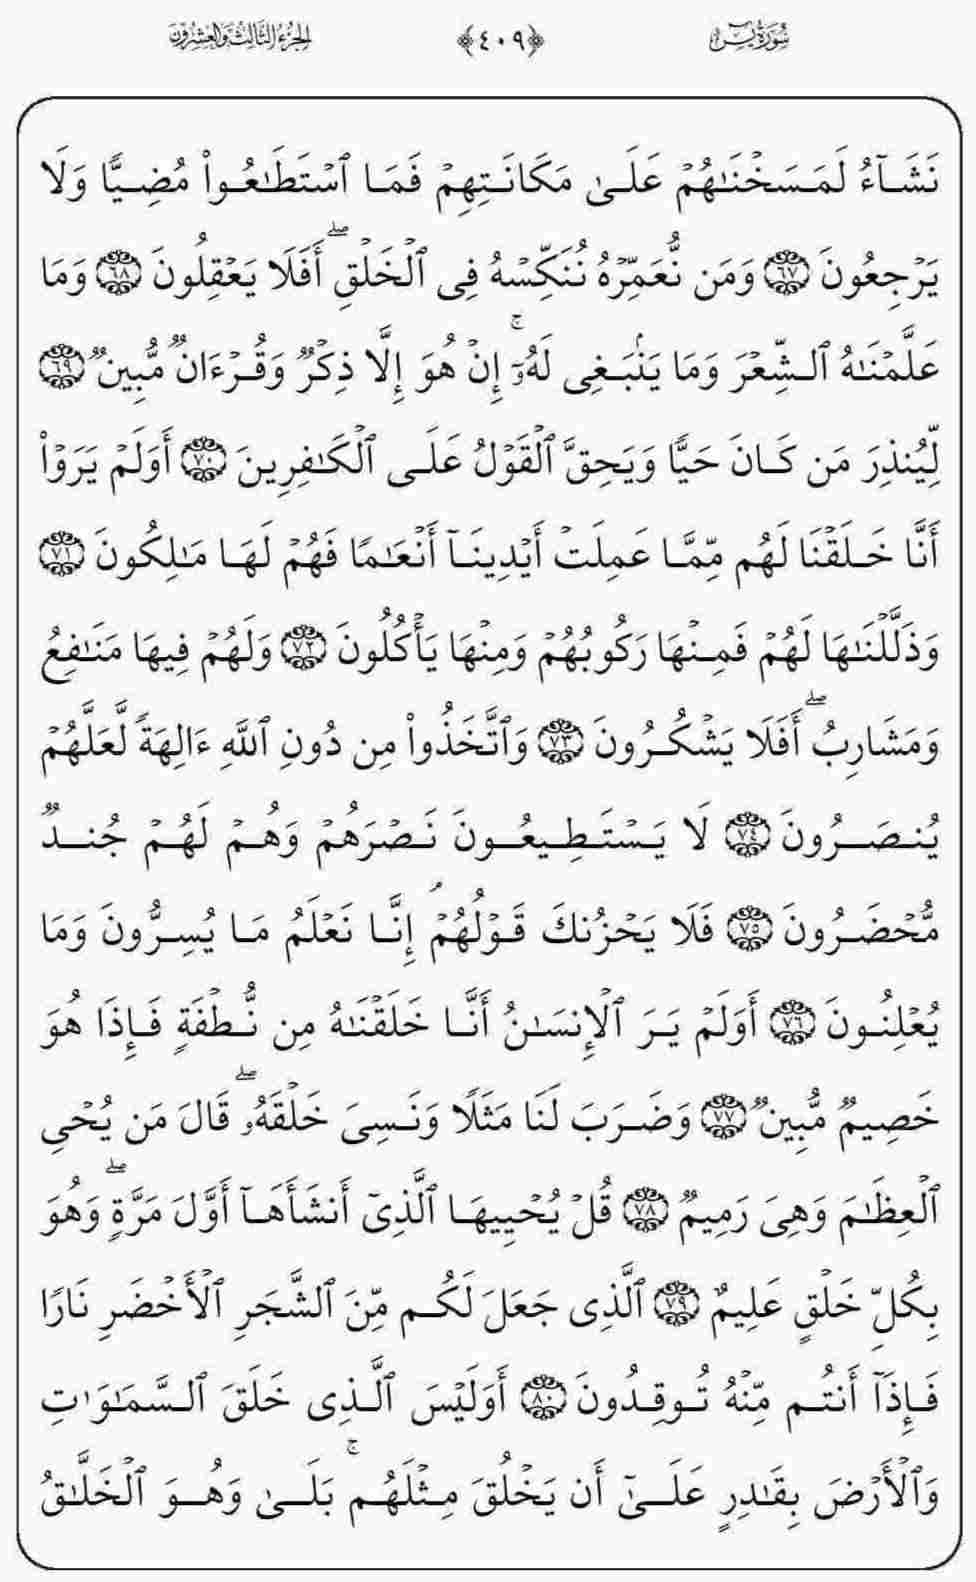 سُورَةُ يسٓ ﴿٤٠٩﴾ الجُزْءُ الثَّالِثُ وَالعِشْرُونَ
نَشَآءُ لَمَسَخْنَٰهُمْ عَلَىٰ مَكَانَتِهِمْ فَمَا ٱسْتَطَٰعُوا۟ مُضِيًّا وَلَا
يَرْجِعُونَ ٦٧ وَمَن نُّعَمِّرْهُ نُنَكِّسْهُ فِى ٱلْخَلْقِ ۖ أَفَلَا يَعْقِلُونَ ٦٨ وَمَا
عَلَّمْنَٰهُ ٱلشِّعْرَ وَمَا يَنۢبَغِى لَهُۥٓ ۚ إِنْ هُوَ إِلَّا ذِكْرٌ وَقُرْءَانٌ مُّبِينٌ ٦٩
لِّيُنذِرَ مَن كَانَ حَيًّا وَيَحِقَّ ٱلْقَوْلُ عَلَى ٱلْكَٰفِرِينَ ٧٠ أَوَلَمْ يَرَوْا۟
أَنَّا خَلَقْنَا لَهُم مِّمَّا عَمِلَتْ أَيْدِينَآ أَنْعَٰمًا فَهُمْ لَهَا مَٰلِكُونَ ٧١
وَذَلَّلْنَٰهَا لَهُمْ فَمِنْهَا رَكُوبُهُمْ وَمِنْهَا يَأْكُلُونَ ٧٢ وَلَهُمْ فِيهَا مَنَٰفِعُ
وَمَشَارِبُ ۖ أَفَلَا يَشْكُرُونَ ٧٣ وَٱتَّخَذُوا۟ مِن دُونِ ٱللَّهِ ءَالِهَةً لَّعَلَّهُمْ
يُنصَرُونَ ٧٤ لَا يَسْتَطِيعُونَ نَصْرَهُمْ وَهُمْ لَهُمْ جُندٌ
مُّحْضَرُونَ ٧٥ فَلَا يَحْزُنكَ قَوْلُهُمْ ۘ إِنَّا نَعْلَمُ مَا يُسِرُّونَ وَمَا
يُعْلِنُونَ ٧٦ أَوَلَمْ يَرَ ٱلْإِنسَٰنُ أَنَّا خَلَقْنَٰهُ مِن نُّطْفَةٍ فَإِذَا هُوَ
خَصِيمٌ مُّبِينٌ ٧٧ وَضَرَبَ لَنَا مَثَلًا وَنَسِىَ خَلْقَهُۥ ۖ قَالَ مَن يُحْىِ
ٱلْعِظَٰمَ وَهِىَ رَمِيمٌ ٧٨ قُلْ يُحْيِيهَا ٱلَّذِىٓ أَنشَأَهَآ أَوَّلَ مَرَّةٍ ۖ وَهُوَ
بِكُلِّ خَلْقٍ عَلِيمٌ ٧٩ ٱلَّذِى جَعَلَ لَكُم مِّنَ ٱلشَّجَرِ ٱلْأَخْضَرِ نَارًا
فَإِذَآ أَنتُم مِّنْهُ تُوقِدُونَ ٨٠ أَوَلَيْسَ ٱلَّذِى خَلَقَ ٱلسَّمَٰوَٰتِ
وَٱلْأَرْضَ بِقَٰدِرٍ عَلَىٰٓ أَن يَخْلُقَ مِثْلَهُم ۚ بَلَىٰ وَهُوَ ٱلْخَلَّٰقُ